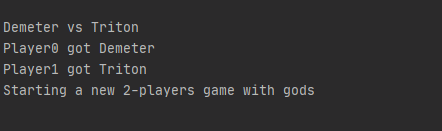 Demeter vs Triton
Player0 got Demeter
Player1 got Triton
Starting a new 2-players game with gods